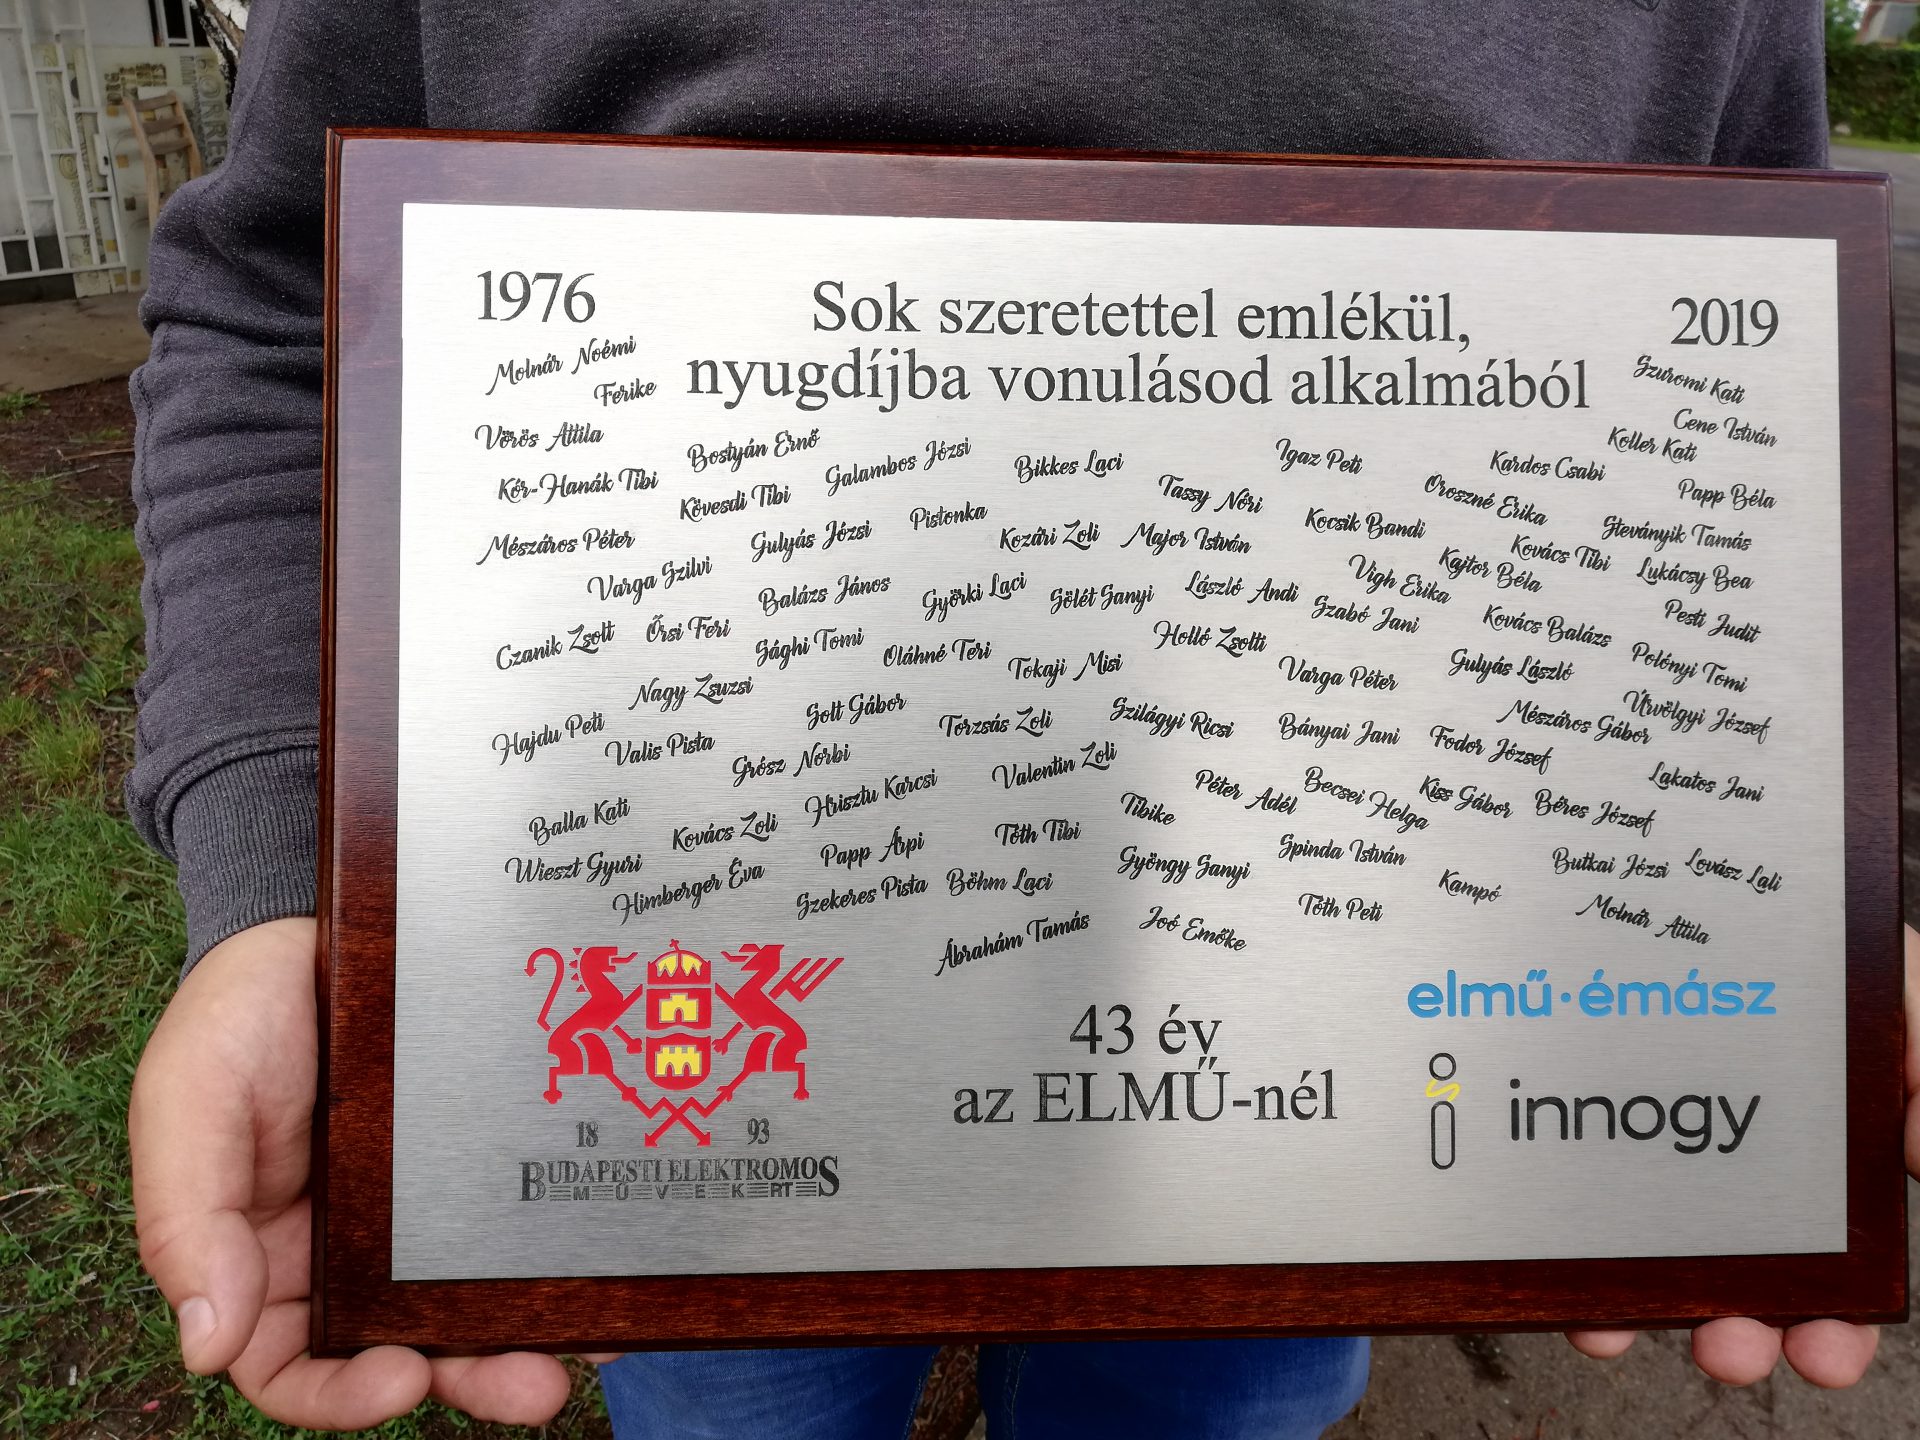 1976
Sok szeretettel emlékül,
2019
nyugdíjba vonulásod alkalmából
Molnár Noémi
Ferike
Szuromi Kati
Cene István
Vörös Attila
Bostyán Ernő
Galambos Józsi
Bikkes Laci
Igaz Peti
Kardos Csabi
Koller Kati
Kór-Hanák Tibi
Kövesdi Tibi
Tassy Nóri
Oroszné Erika
Papp Béla
Mészáros Péter
Gulyás Józsi
Pistonka
Kozári Zoli
Major István
Kocsik Bandi
Kovács Tibi
Steványik Tamás
Varga Szilvi
Balázs János
Györki Laci
Sölét Sanyi
László Andi
Vigh Erika
Kajtor Béla
Lukácsy Bea
Czanik Zsolt
Őrsi Feri
Sághi Tomi
Oláhné Teri
Tokaji Misi
Holló Zsolti
Szabó Jani
Kovács Balázs
Pesti Judit
Nagy Zsuzsi
Varga Péter
Gulyás László
Polónyi Tomi
Hajdu Peti
Valis Pista
Solt Gábor
Torzsás Zoli
Szilágyi Ricsi
Bányai Jani
Fodor József
Mészáros Gábor
Úrvölgyi József
Grósz Norbi
Hrisztu Karcsi
Valentin Zoli
Péter Adél
Becsei Helga
Kiss Gábor
Béres József
Lakatos Jani
Balla Kati
Kovács Zoli
Papp Árpi
Tóth Tibi
Tibike
Spinda István
Butkai Józsi
Lovász Lali
Wieszt Gyuri
Himberger Éva
Szekeres Pista
Böhm Laci
Gyöngy Sanyi
Tóth Peti
Kampó
Molnár Attila
Ábrahám Tamás
Joó Emőke
43 év
az ELMŰ-nél
elmű·émász
innogy
18 93
BUDAPESTI ELEKTROMOS
MŰVEK RT